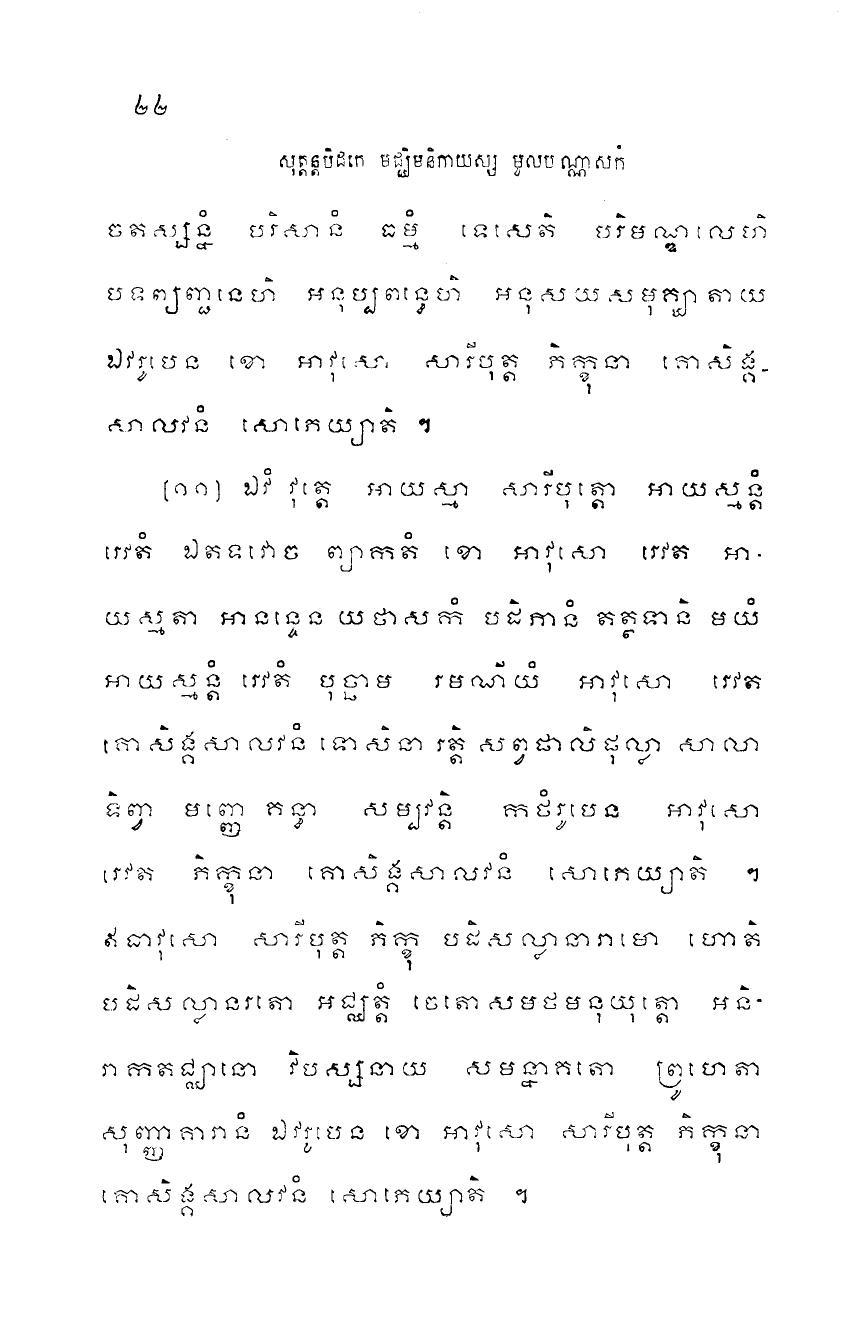 ២២
សុត្តន្តបិដកេ មជ្ឈិមនិកាយស្ស មូលបណ្ណាសកំ
ចតស្សន្នំ បរិសានំ ធម្មំ ទេសេតិ បរិមណ្ឌលេហិ
បទព្យញ្ជនេហិ អនុប្បពន្ធេហិ អនុសយសមុគ្ឃាតាយ
ឯវរូបេន ខោ អាវុសោ សារីបុត្ត ភិក្ខុនា គោសិង្គ-
សាលវនំ សោភេយ្យាតិ ។
[១១] ឯវំ វុត្តេ អាយស្មា សារីបុត្តោ អាយស្មន្តំ
រេវតំ ឯតទវោច ព្យាកតំ ខោ អាវុសោ រេវត អា-
យស្មតា អានន្ទេន យថាសកំ បដិភានំ តត្ថទានិ មយំ
អាយស្មន្តំ រេវតំ បុច្ឆាម រមណីយំ អាវុសោ រេវត
គោសិង្គសាលវនំ ទោសិនា រត្តិ សព្វផាលិផុល្លា សាលា
ទិព្វា មញ្ញេ គន្ធា សម្បវន្តិ កថំរូបេន អាវុសោ
រេវត ភិក្ខុនា គោសិង្គសាលវនំ សោភេយ្យាតិ ។
ឥធាវុសោ សារីបុត្ត ភិក្ខុ បដិសល្លានារាមោ ហោតិ
បដិសល្លានរតោ អជ្ឈត្តំ ចេតោសមថមនុយុត្តោ អនិ-
រាកតជ្ឈានោ វិបស្សនាយ សមន្នាគតោ ព្រូហេតា
សុញ្ញាគារានំ ឯវរូបេន ខោ អាវុសោ សារីបុត្ត ភិក្ខុនា
គោសិង្គសាលវនំ សោភេយ្យាតិ ។